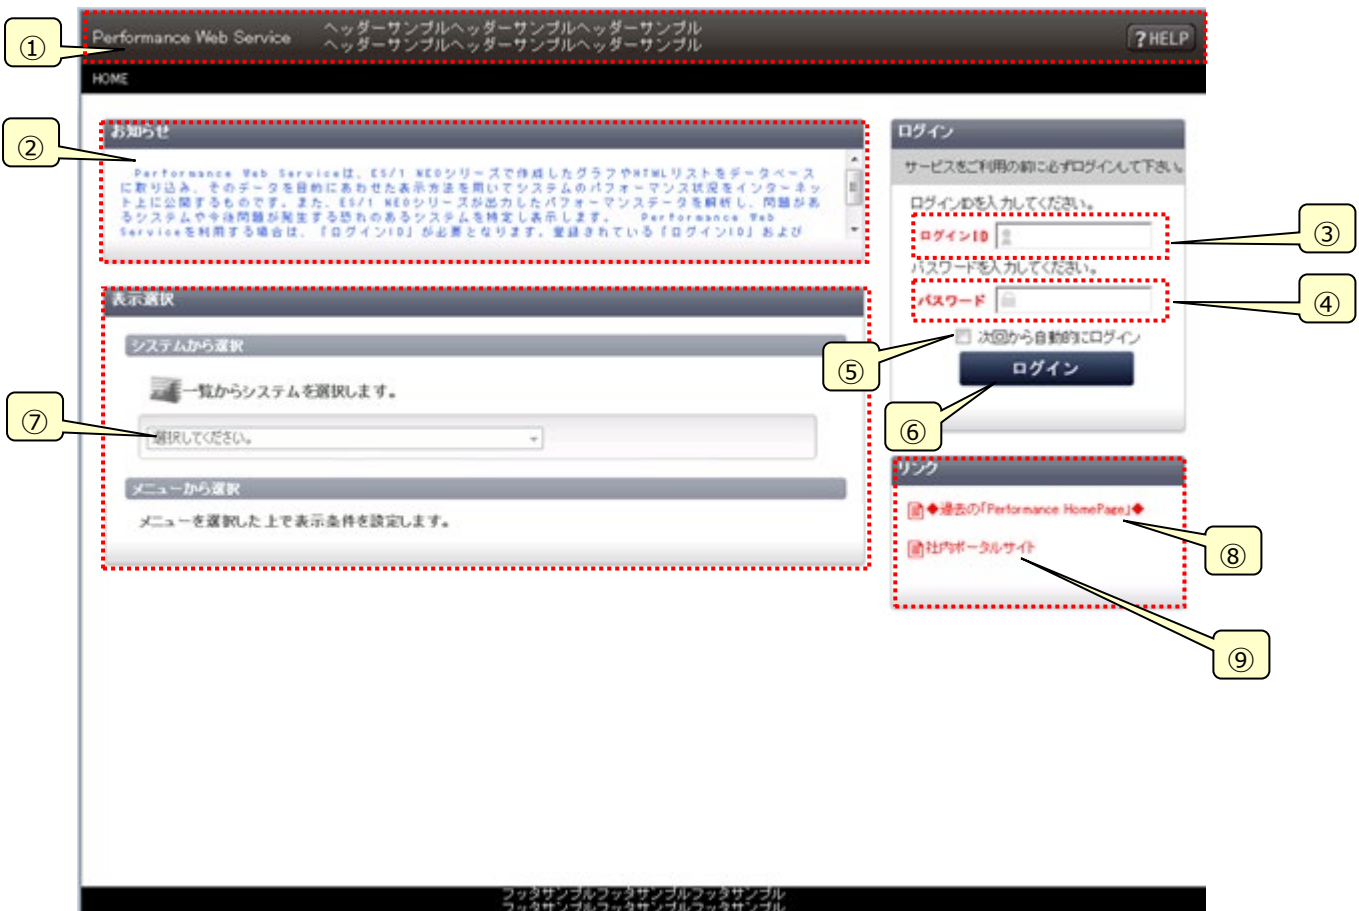 ①
Performance Web Service
ヘッダーサンプルヘッダーサンプルヘッダーサンプル
ヘッダーサンプルヘッダーサンプルヘッダーサンプル
?HELP
HOME
②
お知らせ
Performance Web Serviceは、ES/1 NEOシリーズで作成したグラフやHTMLリストをデータベース
に取り込み、そのデータを目的にあわせた表示方法を用いてシステムのパフォーマンス状況をインターネッ
ト上に公開するものです。また、ES/1 NEOシリーズが出力したパフォーマンスデータを解析し、問題があ
るシステムや今後問題が発生する恐れのあるシステムを特定し表示します。 Performance Web
Serviceを利用する場合は、「ログインID」が必要となります。登録されている「ログインID」および
ログイン
サービスをご利用の前に必ずログインして下さい。
ログインIDを入力してください。
ログインID
③
パスワードを入力してください。
パスワード
④
次回から自動的にログイン
⑤
ログイン
⑥
表示選択
システムから選択
一覧からシステムを選択します。
⑦
選択してください。
メニューから選択
メニューを選択した上で表示条件を設定します。
リンク
◆過去の「Performance HomePage」◆
⑧
社内ポータルサイト
⑨
フッタサンプルフッタサンプルフッタサンプル
フッタサンプルフッタサンプルフッタサンプル